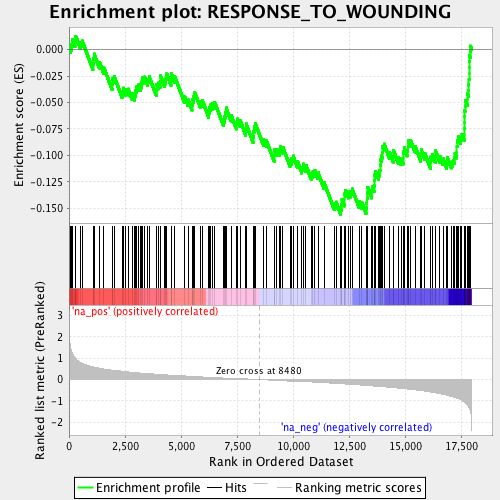 Enrichment plot: RESPONSE_TO_WOUNDING
Enrichment score (ES)
0.000
-0.025
-0.050
-0.075
-0.100
-0.125
-0.150
'na_pos' (positively correlated)
Ranked list metric (PreRanked)
3
2
1
0
-1
-2
Zero cross at 8480
'na_neg' (negatively correlated)
0
2,500
5,000
7,500
10,000
12,500
15,000
17,500
Rank in Ordered Dataset
Enrichment profile
Hits
Ranking metric scores